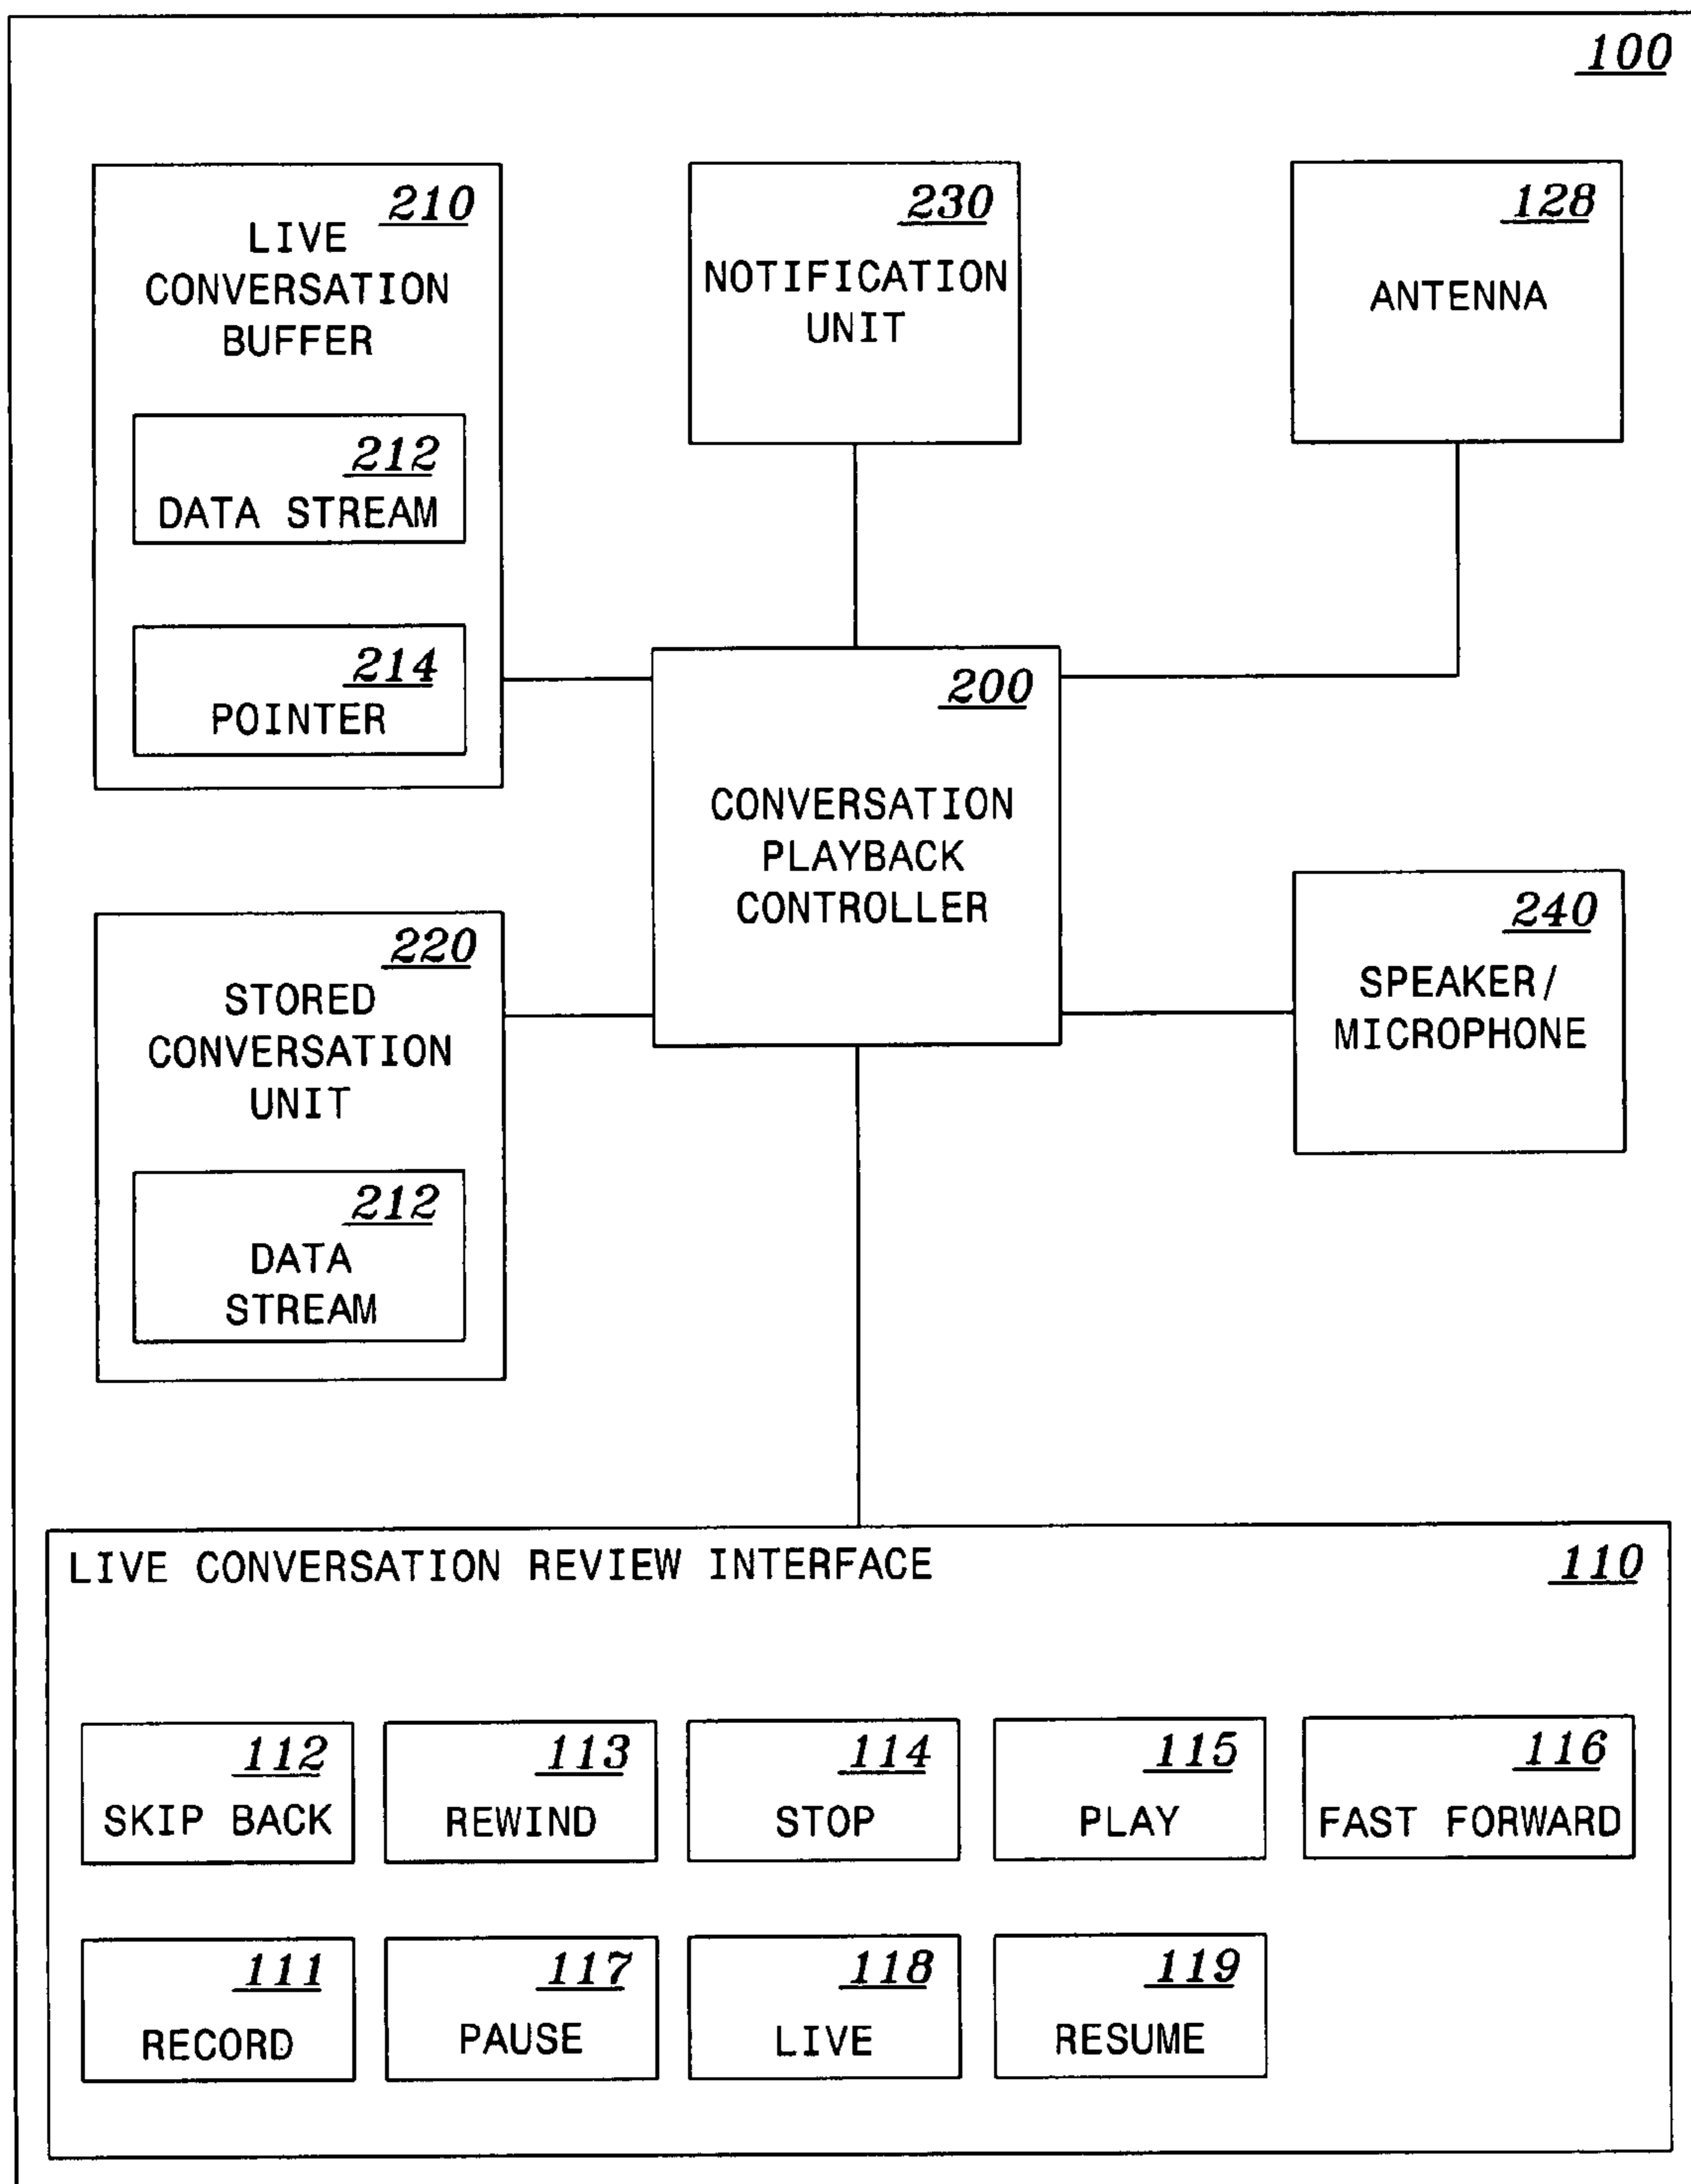 100
210
LIVE
CONVERSATION
BUFFER
212
DATA STREAM
214
POINTER
230
NOTIFICATION
UNIT
128
ANTENNA
200
CONVERSATION
PLAYBACK
CONTROLLER
220
STORED
CONVERSATION
UNIT
212
DATA
STREAM
240
SPEAKER/
MICROPHONE
LIVE CONVERSATION REVIEW INTERFACE
110
112
SKIP BACK
113
REWIND
114
STOP
115
PLAY
116
FAST FORWARD
111
RECORD
117
PAUSE
118
LIVE
119
RESUME